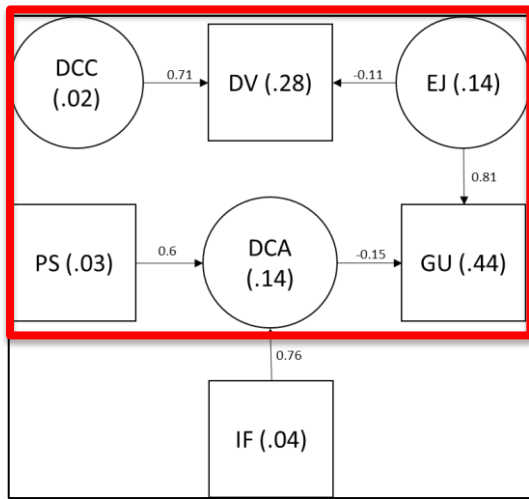 DCC
(.02)
0.71
DV (.28)
-0.11
EJ (.14)
0.81
PS (.03)
0.6
DCA
(.14)
-0.15
GU (.44)
0.76
IF (.04)